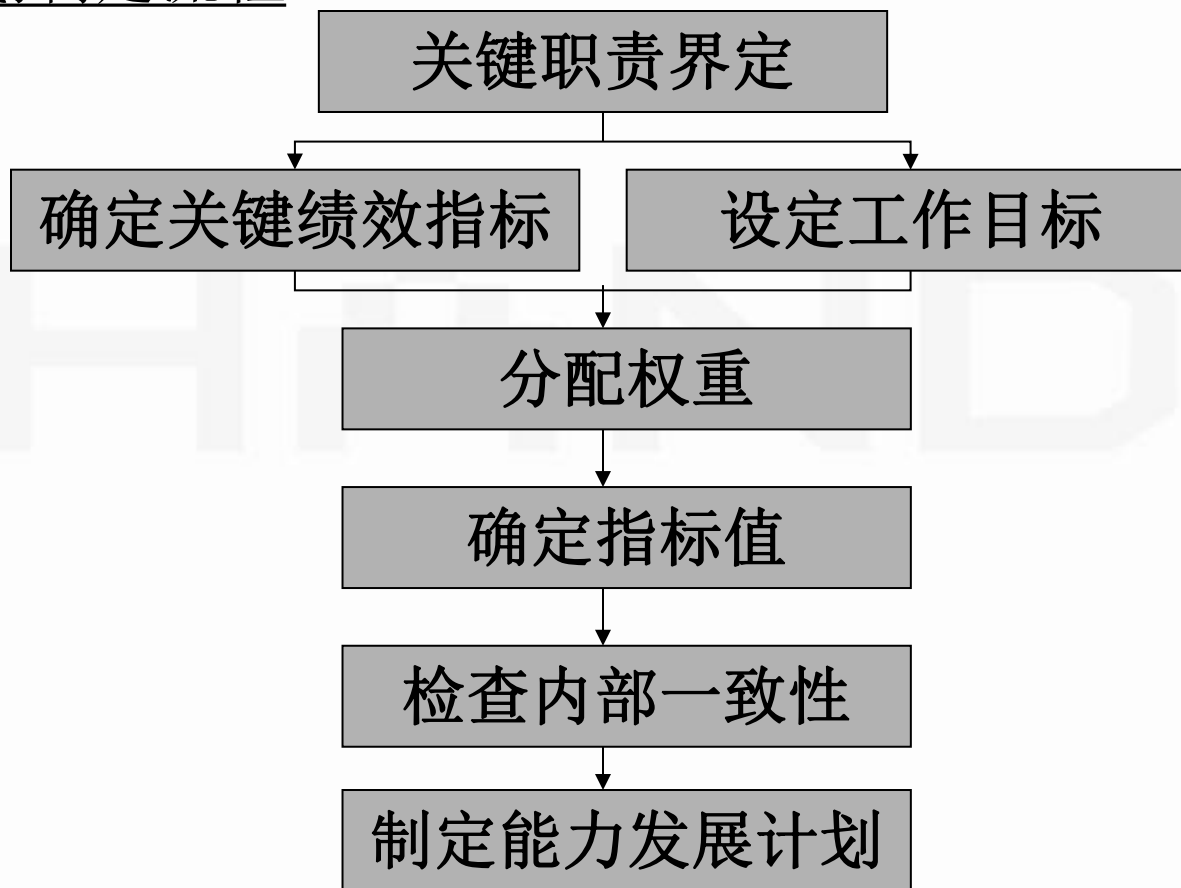 关键职责界定
确定关键绩效指标
设定工作目标
分配权重
确定指标值
检查内部一致性
制定能力发展计划
HAND